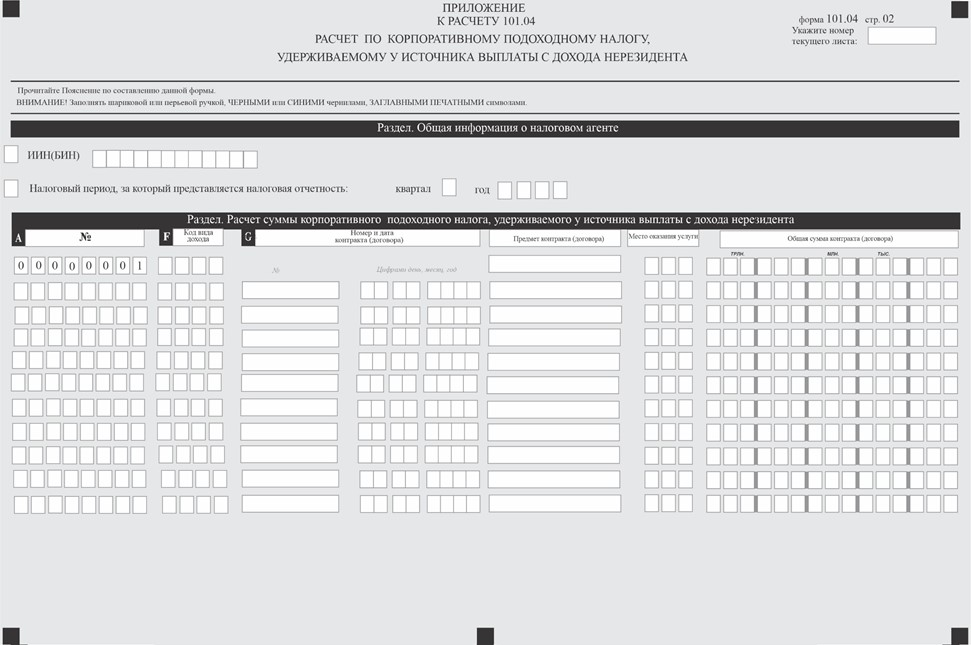 ПРИЛОЖЕНИЕ
К РАСЧЕТУ 101.04
форма 101.04 стр. 02
РАСЧЕТ ПО КОРПОРАТИВНОМУ ПОДОХОДНОМУ НАЛОГУ,
Укажите номер
текущего листа:
УДЕРЖИВАЕМОМУ У ИСТОЧНИКА ВЫПЛАТЫ С ДОХОДА НЕРЕЗИДЕНТА
Прочитайте Пояснение по составлению данной формы.
ВНИМАНИЕ! Заполнять шариковой или перьевой ручкой, ЧЕРНЫМИ или СИНИМИ чернилами, ЗАГЛАВНЫМИ ПЕЧАТНЫМИ символами.
Раздел. Общая информация о налоговом агенте
ИИН(БИН)
Налоговый период, за который представляется налоговая отчетность: квартал год
Раздел. Расчет суммы корпоративного подоходного налога, удерживаемого у источника выплаты с дохода нерезидента
A № F Код вида дохода G Номер и дата контракта (договора) Предмет контракта (договора) Место оказания услуги Общая сумма контракта (договора)
трлн. млн. тыс.
0 0 0 0 0 0 0 1
№ Цифрами день, месяц, год